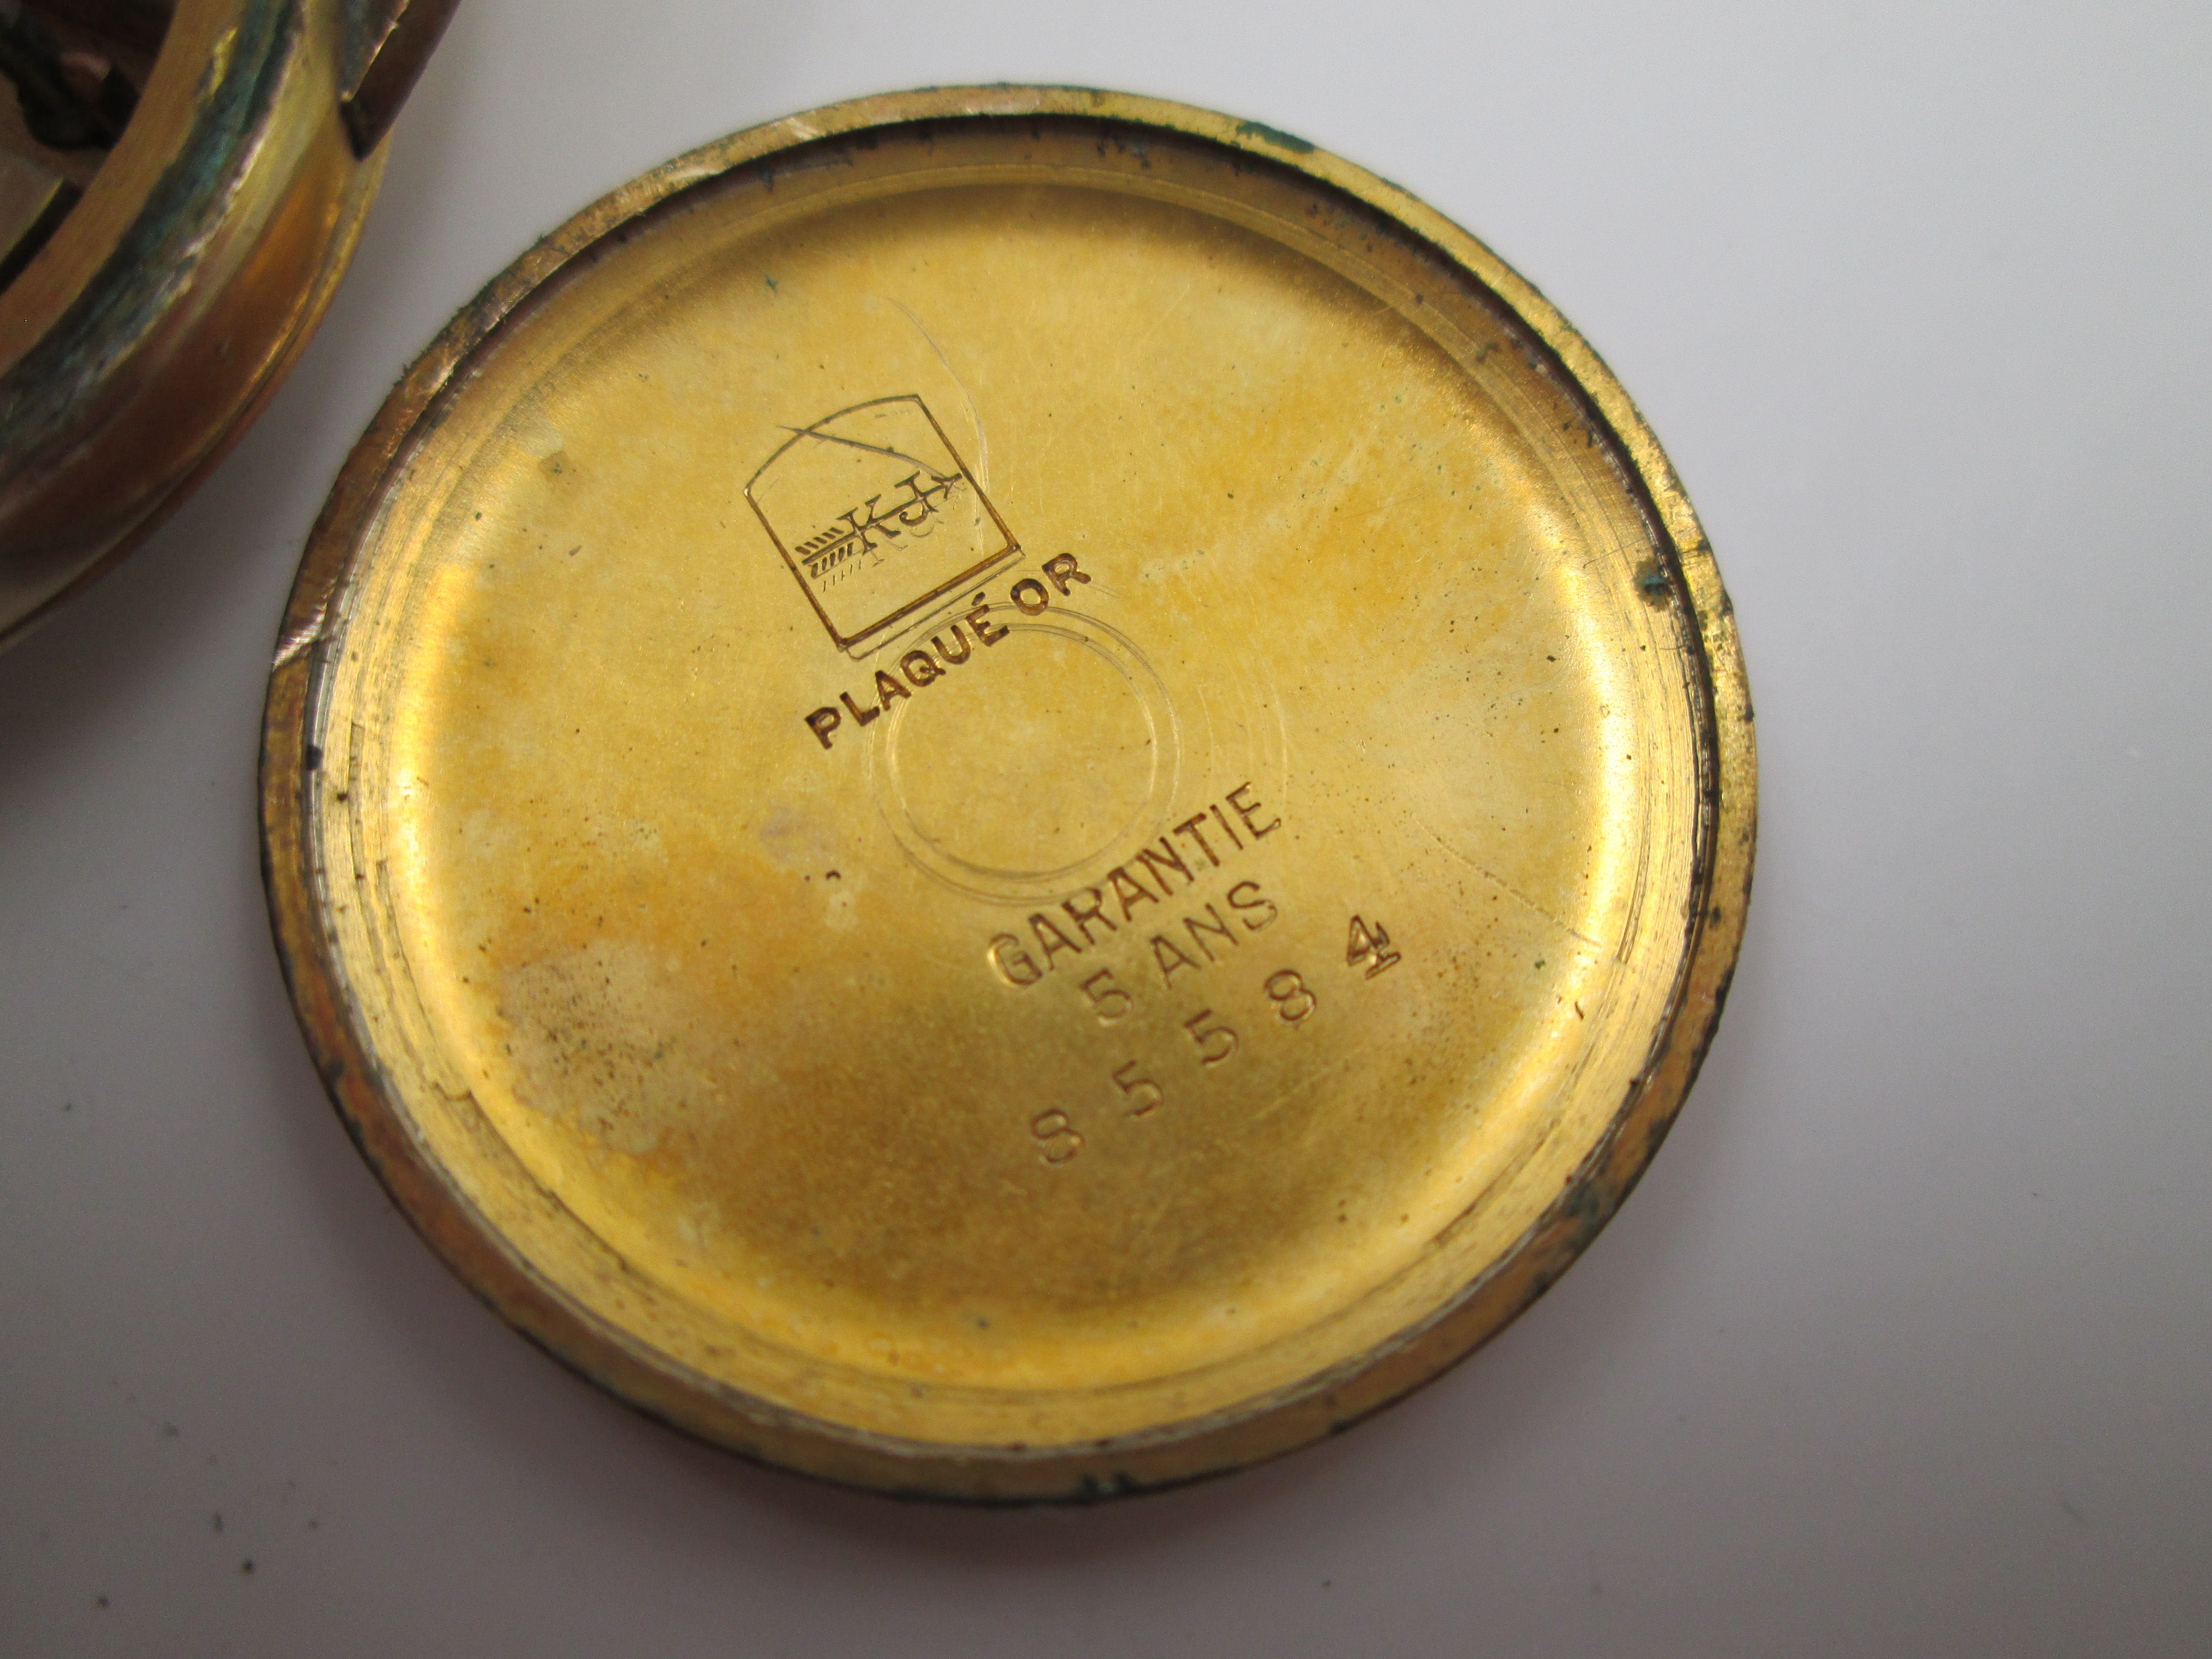 KJ
PLAQUÉ OR
GARANTIE
5 ANS
85584